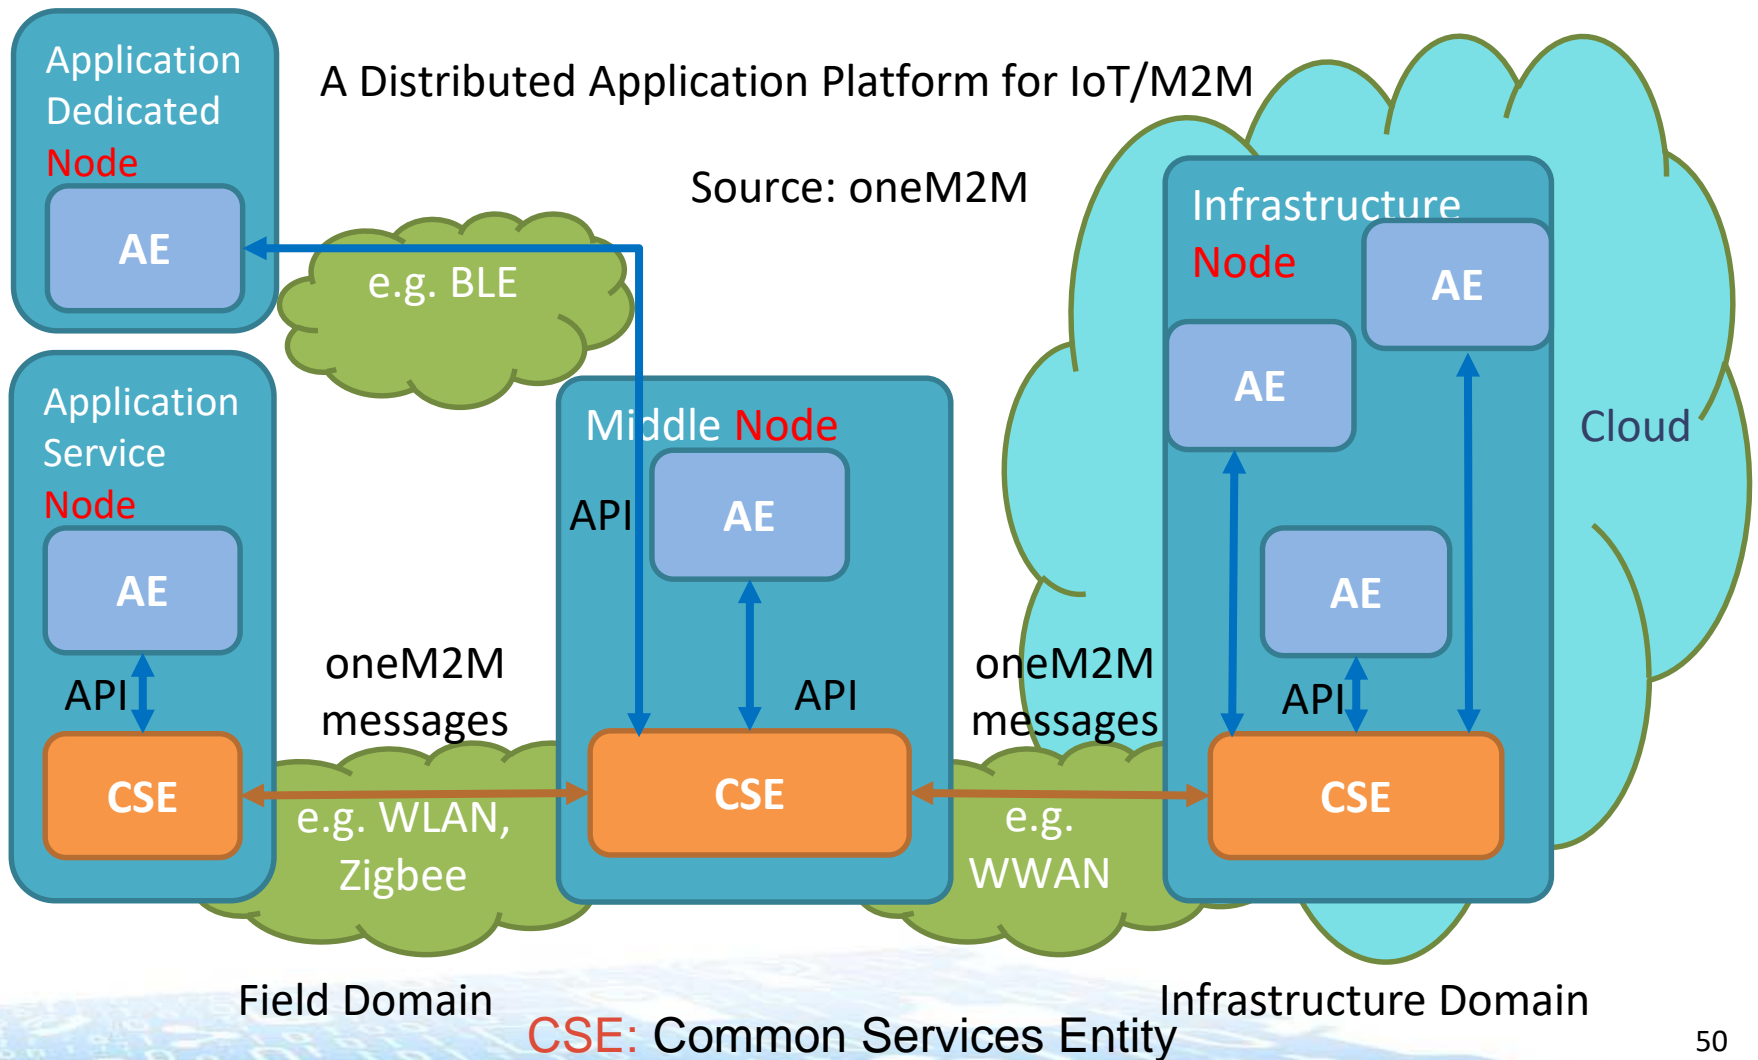 A Distributed Application Platform for IoT/M2M
Source: oneM2M
Application
Dedicated
Node
AE
e.g. BLE
Application
Service
Node
AE
API
CSE
oneM2M
messages
e.g. WLAN,
Zigbee
Middle Node
API
AE
API
CSE
oneM2M
messages
e.g.
WWAN
Infrastructure
Node
AE
AE
Cloud
AE
API
CSE
Field Domain
Infrastructure Domain
CSE: Common Services Entity
50